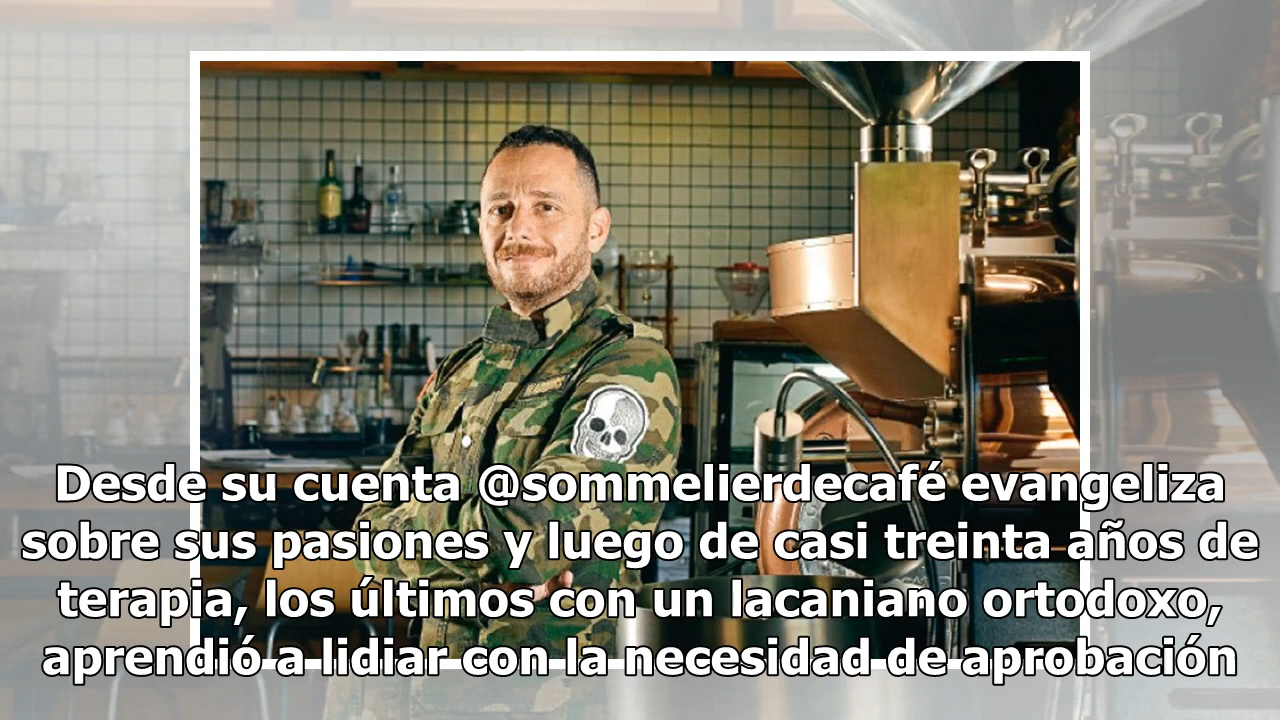 Desde su cuenta @sommelierdecafé evangeliza
sobre sus pasiones y luego de casi treinta años de
terapia, los últimos con un lacaniano ortodoxo,
aprendió a lidiar con la necesidad de aprobación